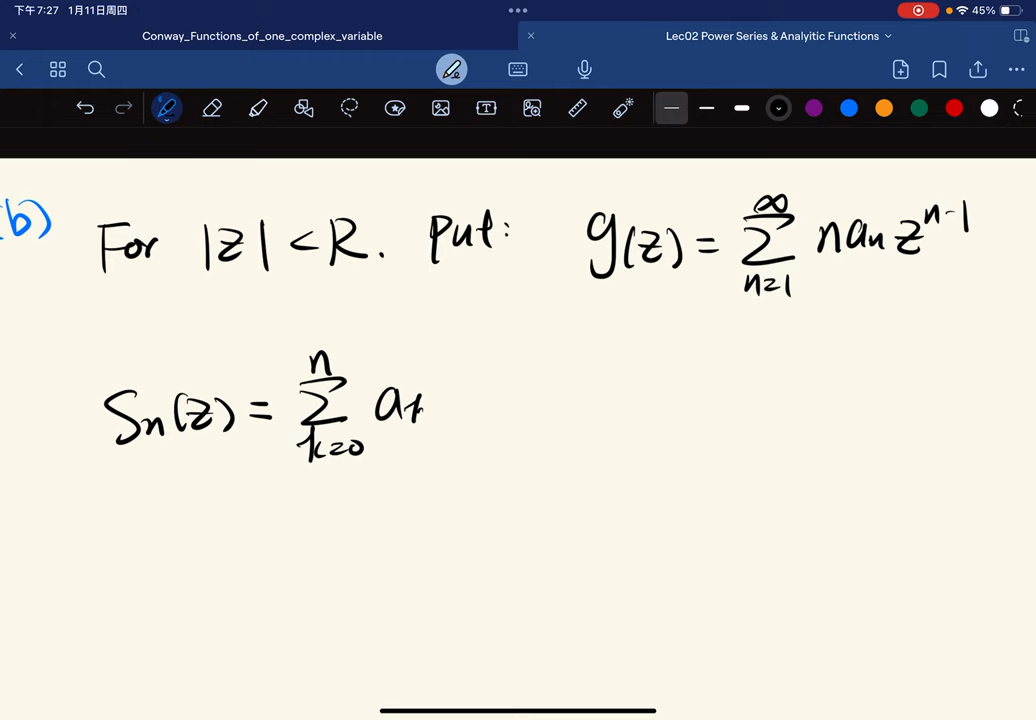 下午7:27 1月11日周四
45%
Conway_Functions_of_one_complex_variable
Lec02 Power Series & Analyitic Functions
(b) For |z| < R. Put: g(z) = ∑_{n=1}^{∞} n a_n z^{n-1}
S_n(z) = ∑_{k=0}^{n} a